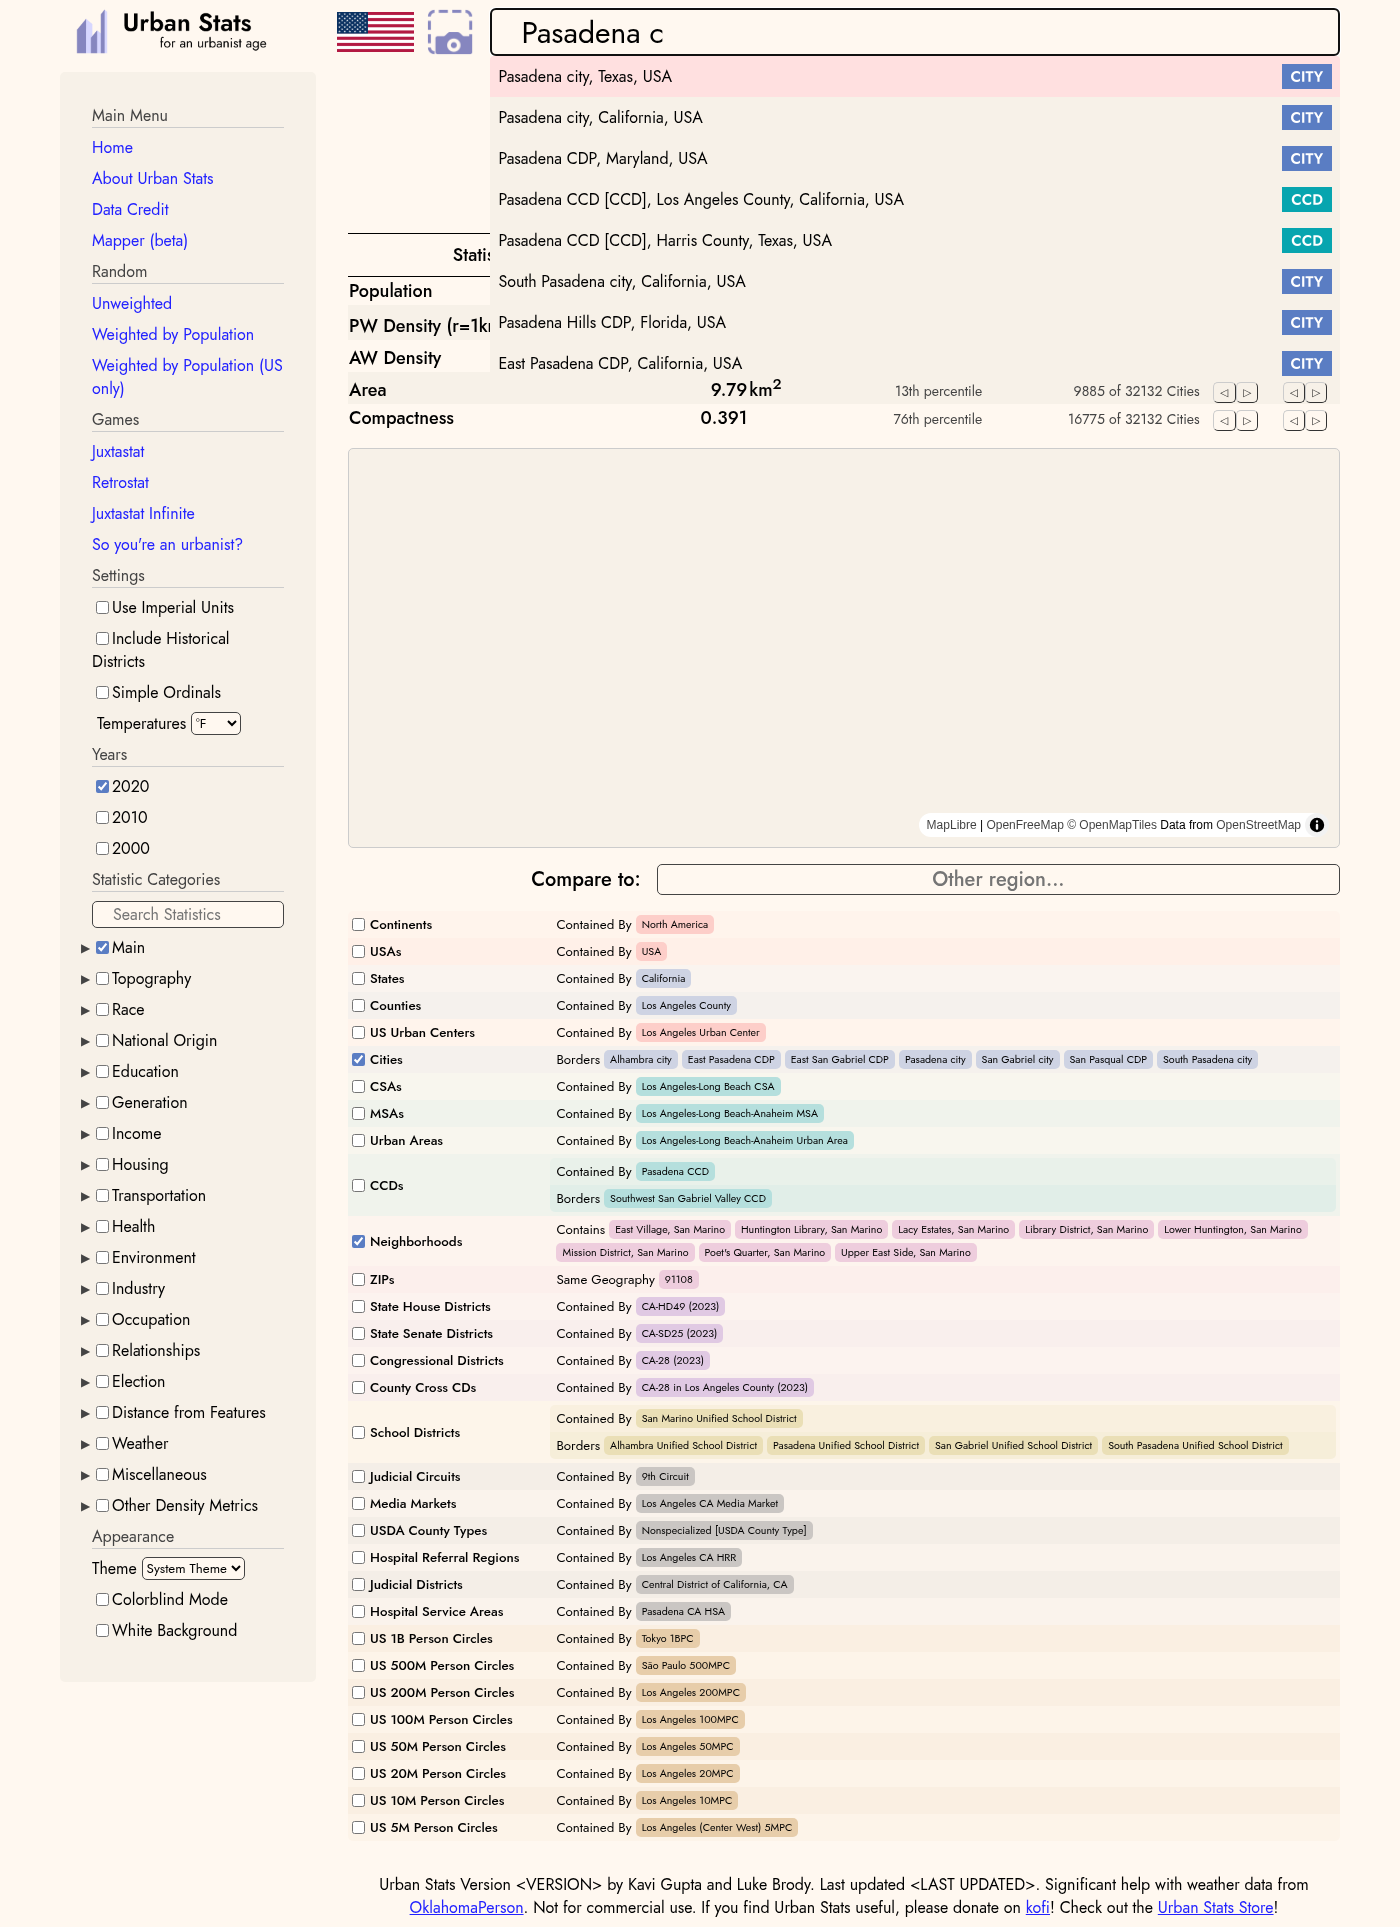 Urban Stats
for an urbanist age
Pasadena c
Pasadena city, Texas, USA CITY
Pasadena city, California, USA CITY
Pasadena CDP, Maryland, USA CITY
Pasadena CCD [CCD], Los Angeles County, California, USA CCD
Pasadena CCD [CCD], Harris County, Texas, USA CCD
South Pasadena city, California, USA CITY
Pasadena Hills CDP, Florida, USA CITY
East Pasadena CDP, California, USA CITY
Main Menu
Home
About Urban Stats
Data Credit
Mapper (beta)
Random
Unweighted
Weighted by Population
Weighted by Population (US
only)
Games
Juxtastat
Retrostat
Juxtastat Infinite
So you're an urbanist?
Settings
Use Imperial Units
Include Historical
Districts
Simple Ordinals
Temperatures °F
Years
2020
2010
2000
Statistic Categories
Search Statistics
Main
Topography
Race
National Origin
Education
Generation
Income
Housing
Transportation
Health
Environment
Industry
Occupation
Relationships
Election
Distance from Features
Weather
Miscellaneous
Other Density Metrics
Appearance
Theme System Theme
Colorblind Mode
White Background
Statis
Population
PW Density (r=1k
AW Density
Area 9.79 km² 13th percentile 9885 of 32132 Cities
Compactness 0.391 76th percentile 16775 of 32132 Cities
MapLibre | OpenFreeMap © OpenMapTiles Data from OpenStreetMap
Compare to: Other region...
Continents Contained By North America
USAs Contained By USA
States Contained By California
Counties Contained By Los Angeles County
US Urban Centers Contained By Los Angeles Urban Center
Cities Borders Alhambra city East Pasadena CDP East San Gabriel CDP Pasadena city San Gabriel city San Pasqual CDP South Pasadena city
CSAs Contained By Los Angeles-Long Beach CSA
MSAs Contained By Los Angeles-Long Beach-Anaheim MSA
Urban Areas Contained By Los Angeles-Long Beach-Anaheim Urban Area
CCDs Contained By Pasadena CCD
Borders Southwest San Gabriel Valley CCD
Neighborhoods Contains East Village, San Marino Huntington Library, San Marino Lacy Estates, San Marino Library District, San Marino Lower Huntington, San Marino
Mission District, San Marino Poet's Quarter, San Marino Upper East Side, San Marino
ZIPs Same Geography 91108
State House Districts Contained By CA-HD49 (2023)
State Senate Districts Contained By CA-SD25 (2023)
Congressional Districts Contained By CA-28 (2023)
County Cross CDs Contained By CA-28 in Los Angeles County (2023)
School Districts Contained By San Marino Unified School District
Borders Alhambra Unified School District Pasadena Unified School District San Gabriel Unified School District South Pasadena Unified School District
Judicial Circuits Contained By 9th Circuit
Media Markets Contained By Los Angeles CA Media Market
USDA County Types Contained By Nonspecialized [USDA County Type]
Hospital Referral Regions Contained By Los Angeles CA HRR
Judicial Districts Contained By Central District of California, CA
Hospital Service Areas Contained By Pasadena CA HSA
US 1B Person Circles Contained By Tokyo 1BPC
US 500M Person Circles Contained By São Paulo 500MPC
US 200M Person Circles Contained By Los Angeles 200MPC
US 100M Person Circles Contained By Los Angeles 100MPC
US 50M Person Circles Contained By Los Angeles 50MPC
US 20M Person Circles Contained By Los Angeles 20MPC
US 10M Person Circles Contained By Los Angeles 10MPC
US 5M Person Circles Contained By Los Angeles (Center West) 5MPC
Urban Stats Version <VERSION> by Kavi Gupta and Luke Brody. Last updated <LAST UPDATED>. Significant help with weather data from
OklahomaPerson. Not for commercial use. If you find Urban Stats useful, please donate on kofi! Check out the Urban Stats Store!